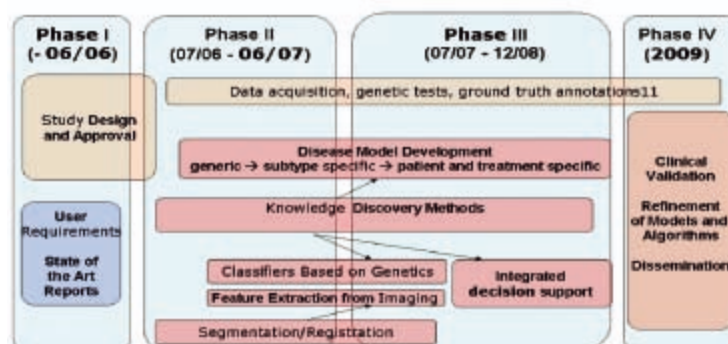 Phase I
(- 06/06)
Phase II
(07/06 - 06/07)
Phase III
(07/07 - 12/08)
Phase IV
(2009)
Data acquisition, genetic tests, ground truth annotations11
Study Design
and Approval
Disease Model Development
generic → subtype specific → patient and treatment specific
Clinical
Validation
Refinement
of Models and
Algorithms
Dissemination
User
Requirements
State of
the Art
Reports
Knowledge Discovery Methods
Classifiers Based on Genetics
Feature Extraction from Imaging
Integrated
decision support
Segmentation/Registration